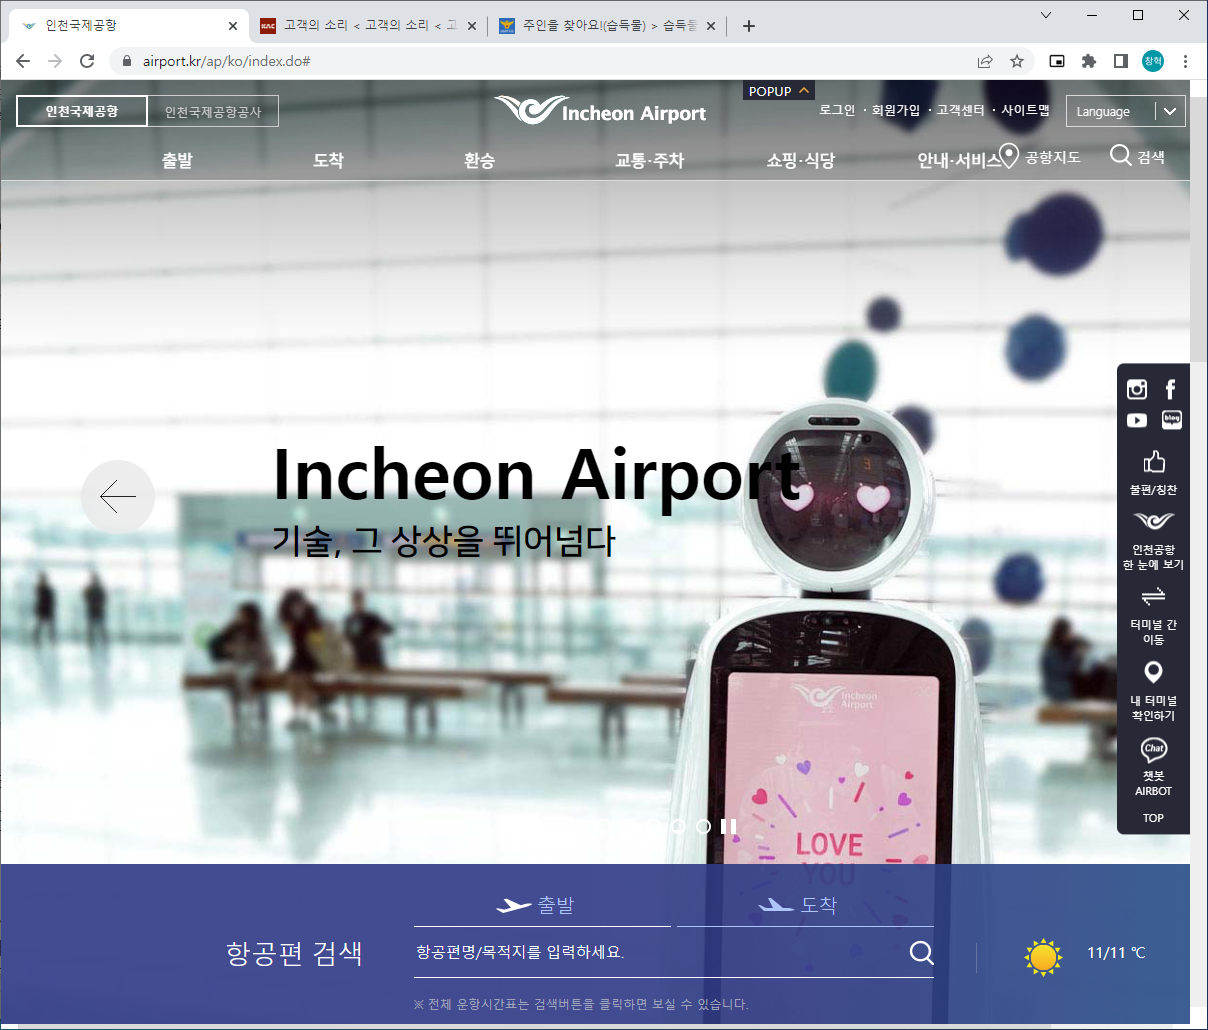 인천국제공항
고객의 소리 < 고객의 소리 < 고
주인을 찾아요!(습득물) > 습득물
airport.kr/ap/ko/index.do#
창혁
인천국제공항
인천국제공항공사
Incheon Airport
POPUP
로그인 · 회원가입 · 고객센터 · 사이트맵
Language
출발
도착
환승
교통·주차
쇼핑·식당
안내·서비스
공항지도
검색
Incheon Airport
기술, 그 상상을 뛰어넘다
blog
불편/칭찬
인천공항
한 눈에 보기
터미널 간
이동
내 터미널
확인하기
Chat
챗봇
AIRBOT
TOP
Incheon
Airport
LOVE
YOU
출발
도착
항공편 검색
항공편명/목적지를 입력하세요.
11/11 ℃
※ 전체 운항시간표는 검색버튼을 클릭하면 보실 수 있습니다.